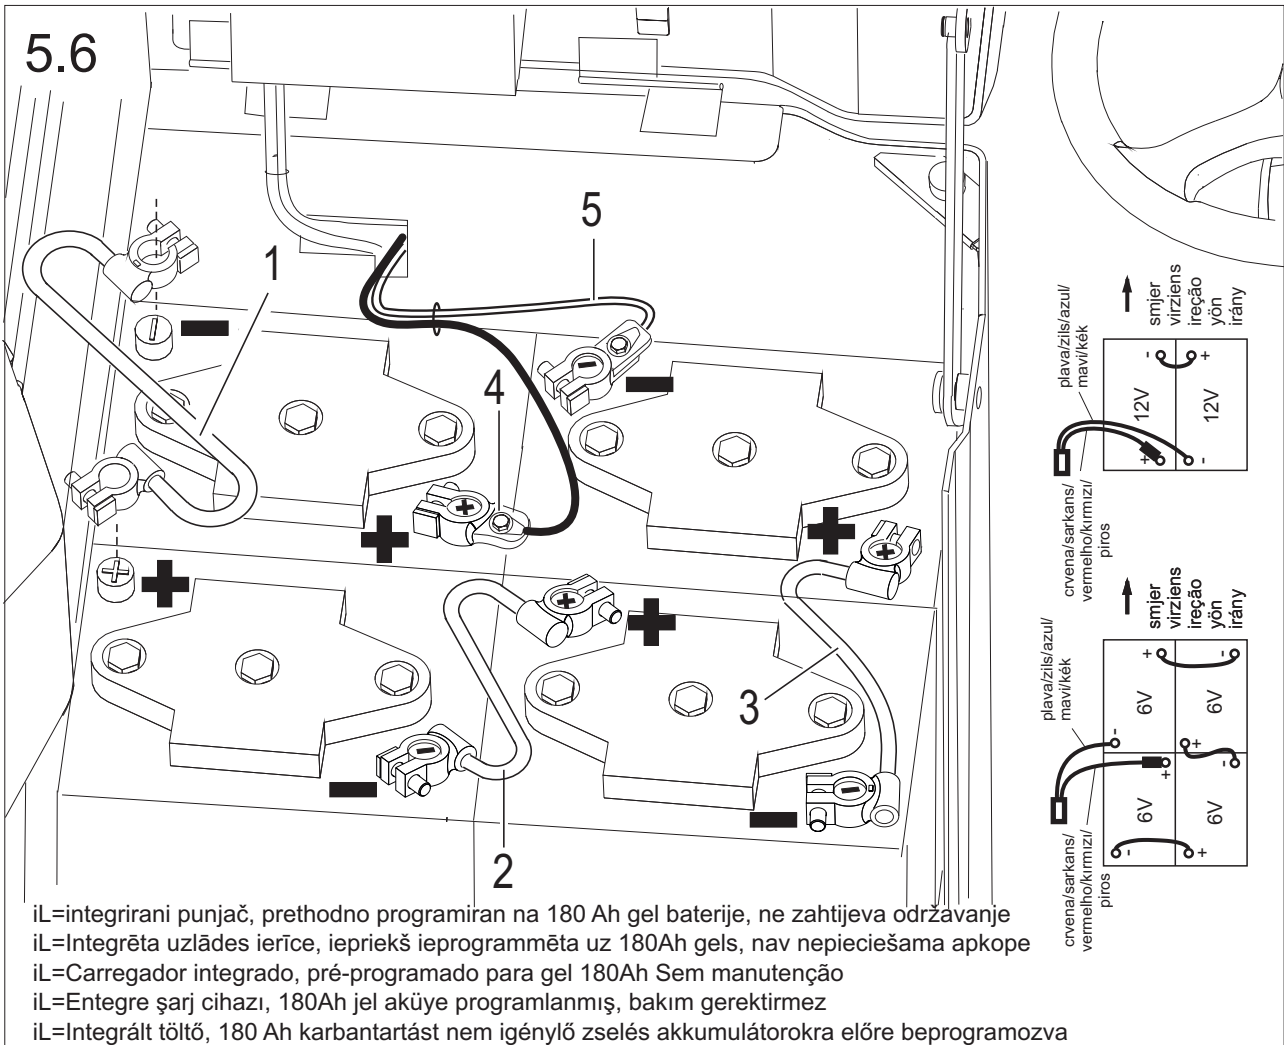 5.6
1
5
4
3
2
+
-
smjer
virziens
ireção
yön
irány
plava/zils/azul/
mavi/kék
- +
12V 12V
+ -
crvena/sarkans/
vermelho/kırmızı/
piros
smjer
virziens
ireção
yön
irány
plava/zils/azul/
mavi/kék
+ -
6V 6V
- +
+ -
6V 6V
- +
crvena/sarkans/
vermelho/kırmızı/
piros
iL=integrirani punjač, prethodno programiran na 180 Ah gel baterije, ne zahtijeva održavanje
iL=Integrēta uzlādes ierīce, iepriekš ieprogrammēta uz 180Ah gels, nav nepieciešama apkope
iL=Carregador integrado, pré-programado para gel 180Ah Sem manutenção
iL=Entegre şarj cihazı, 180Ah jel aküye programlanmış, bakım gerektirmez
iL=Integrált töltő, 180 Ah karbantartást nem igénylő zselés akkumulátorokra előre beprogramozva